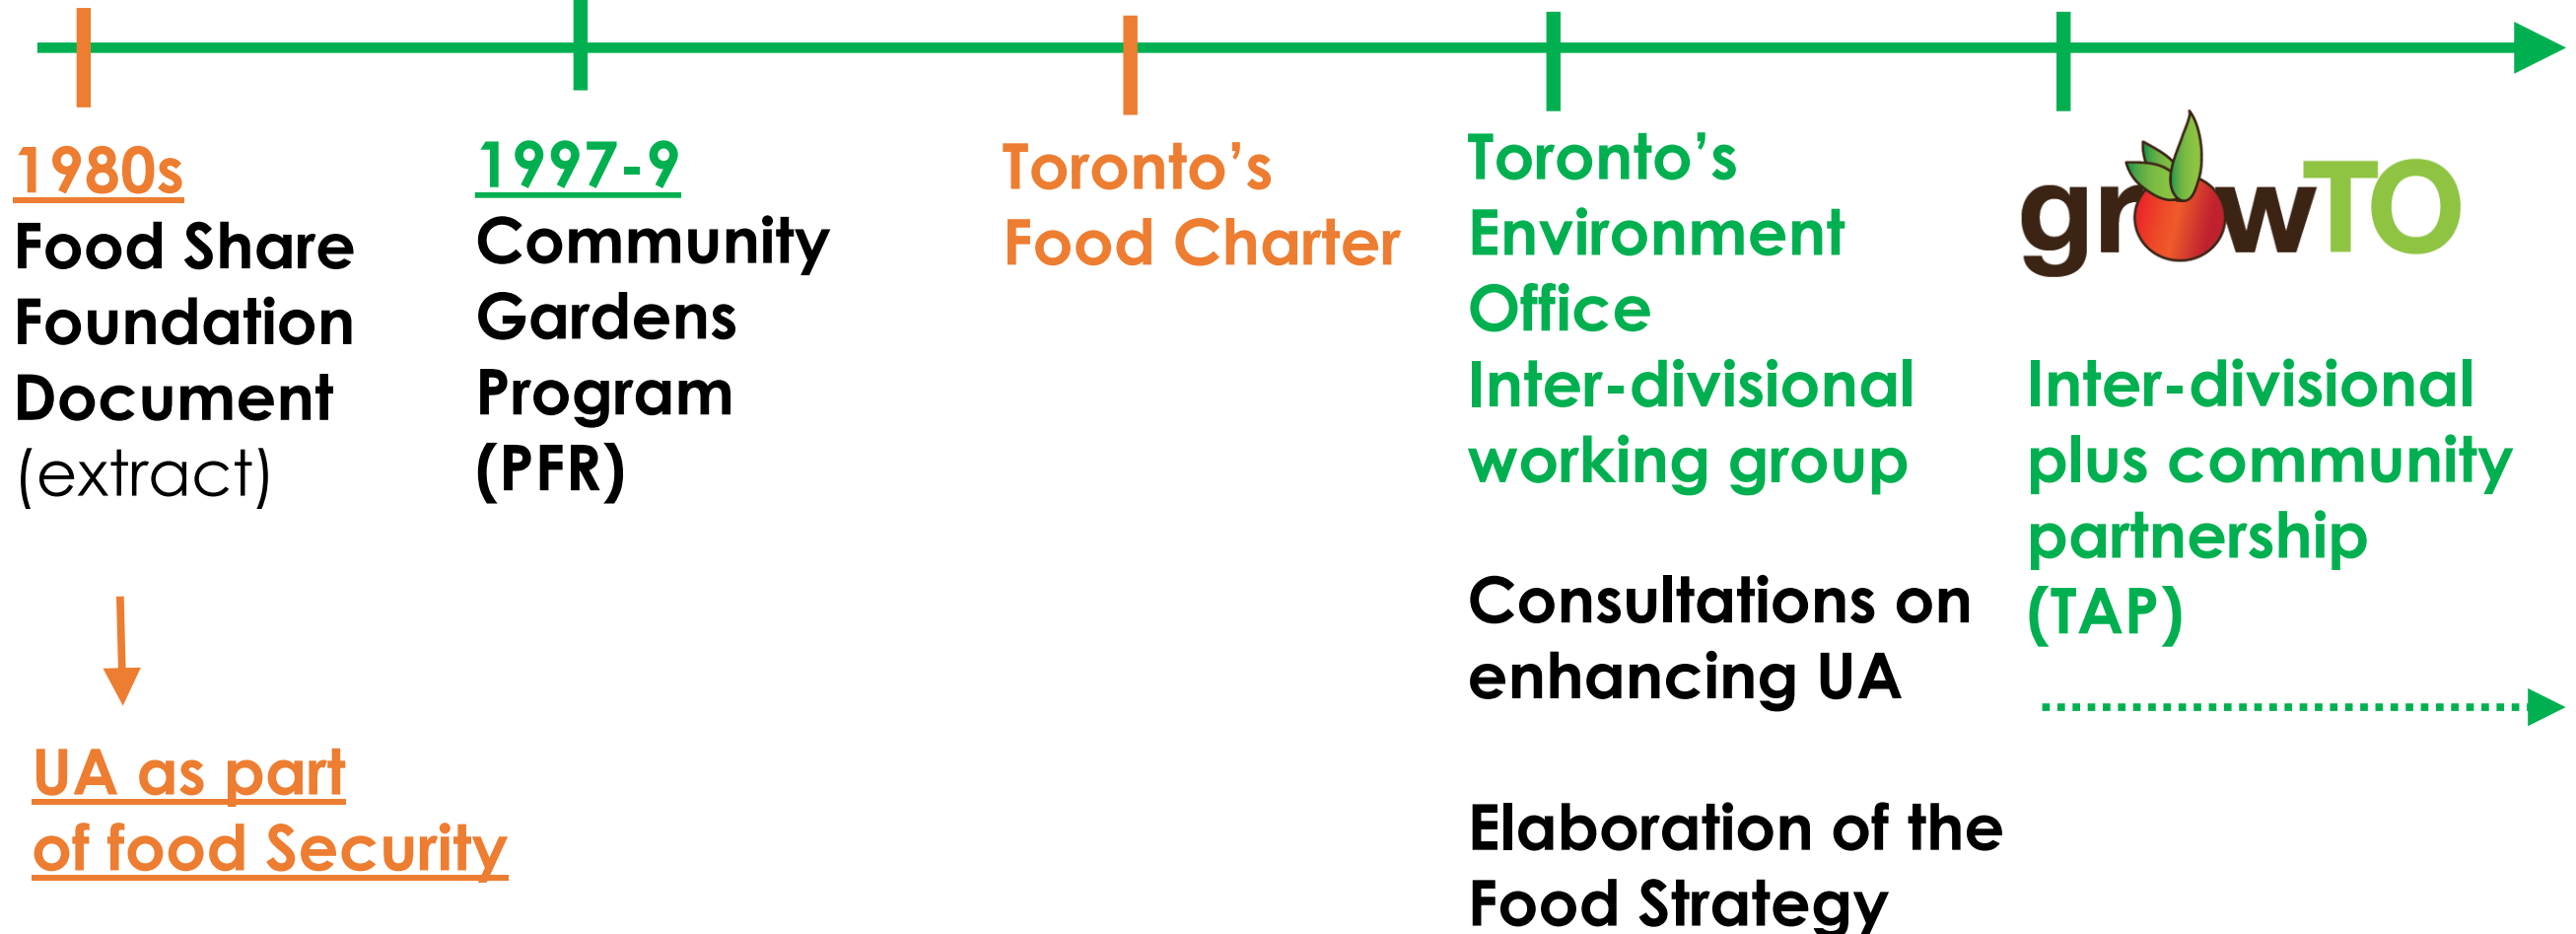 1980s
Food Share
Foundation
Document
(extract)
UA as part
of food Security
1997-9
Community
Gardens
Program
(PFR)
Toronto’s
Food Charter
Toronto’s
Environment
Office
Inter-divisional
working group
Consultations on
enhancing UA
Elaboration of the
Food Strategy
growTO
Inter-divisional
plus community
partnership
(TAP)